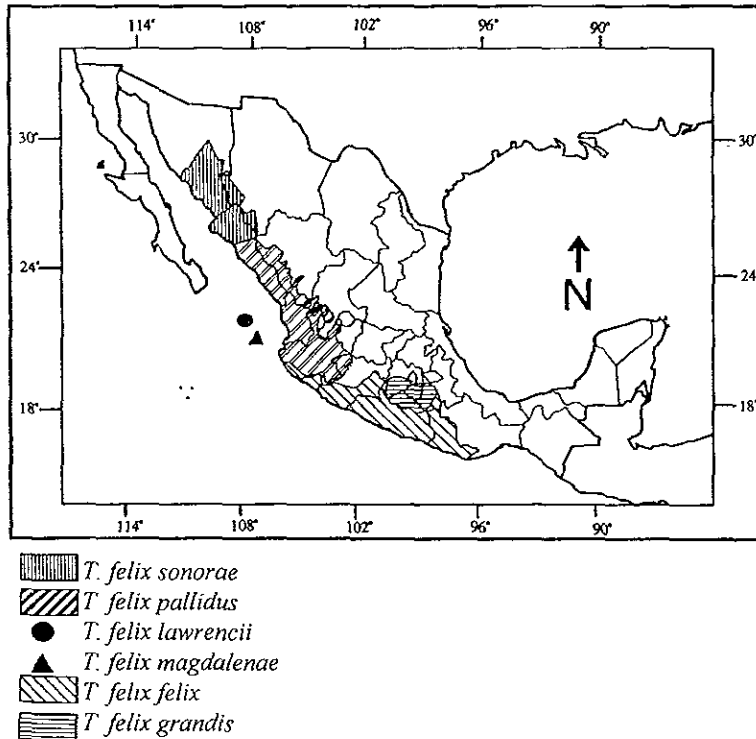 114° 108° 102 96° 90°
30° 30°
24° 24°
N
18° 18°
114° 108° 102 96° 90°
T. felix sonorae
T felix pallidus
T. felix lawrencii
T. felix magdalenae
T felix felix
T felix grandis